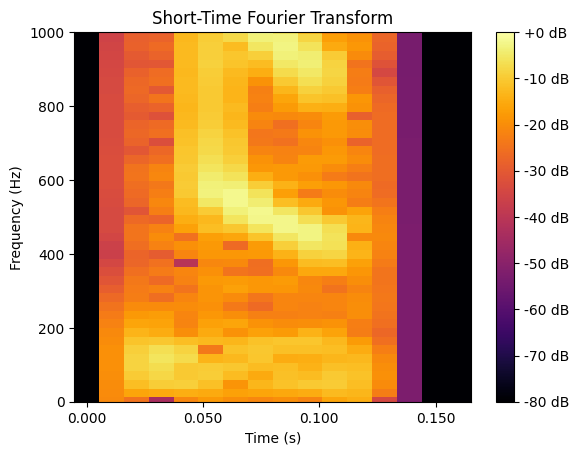 Short-Time Fourier Transform
1000
800
600
400
200
0
Frequency (Hz)
0.000
0.050
0.100
0.150
Time (s)
+0 dB
-10 dB
-20 dB
-30 dB
-40 dB
-50 dB
-60 dB
-70 dB
-80 dB